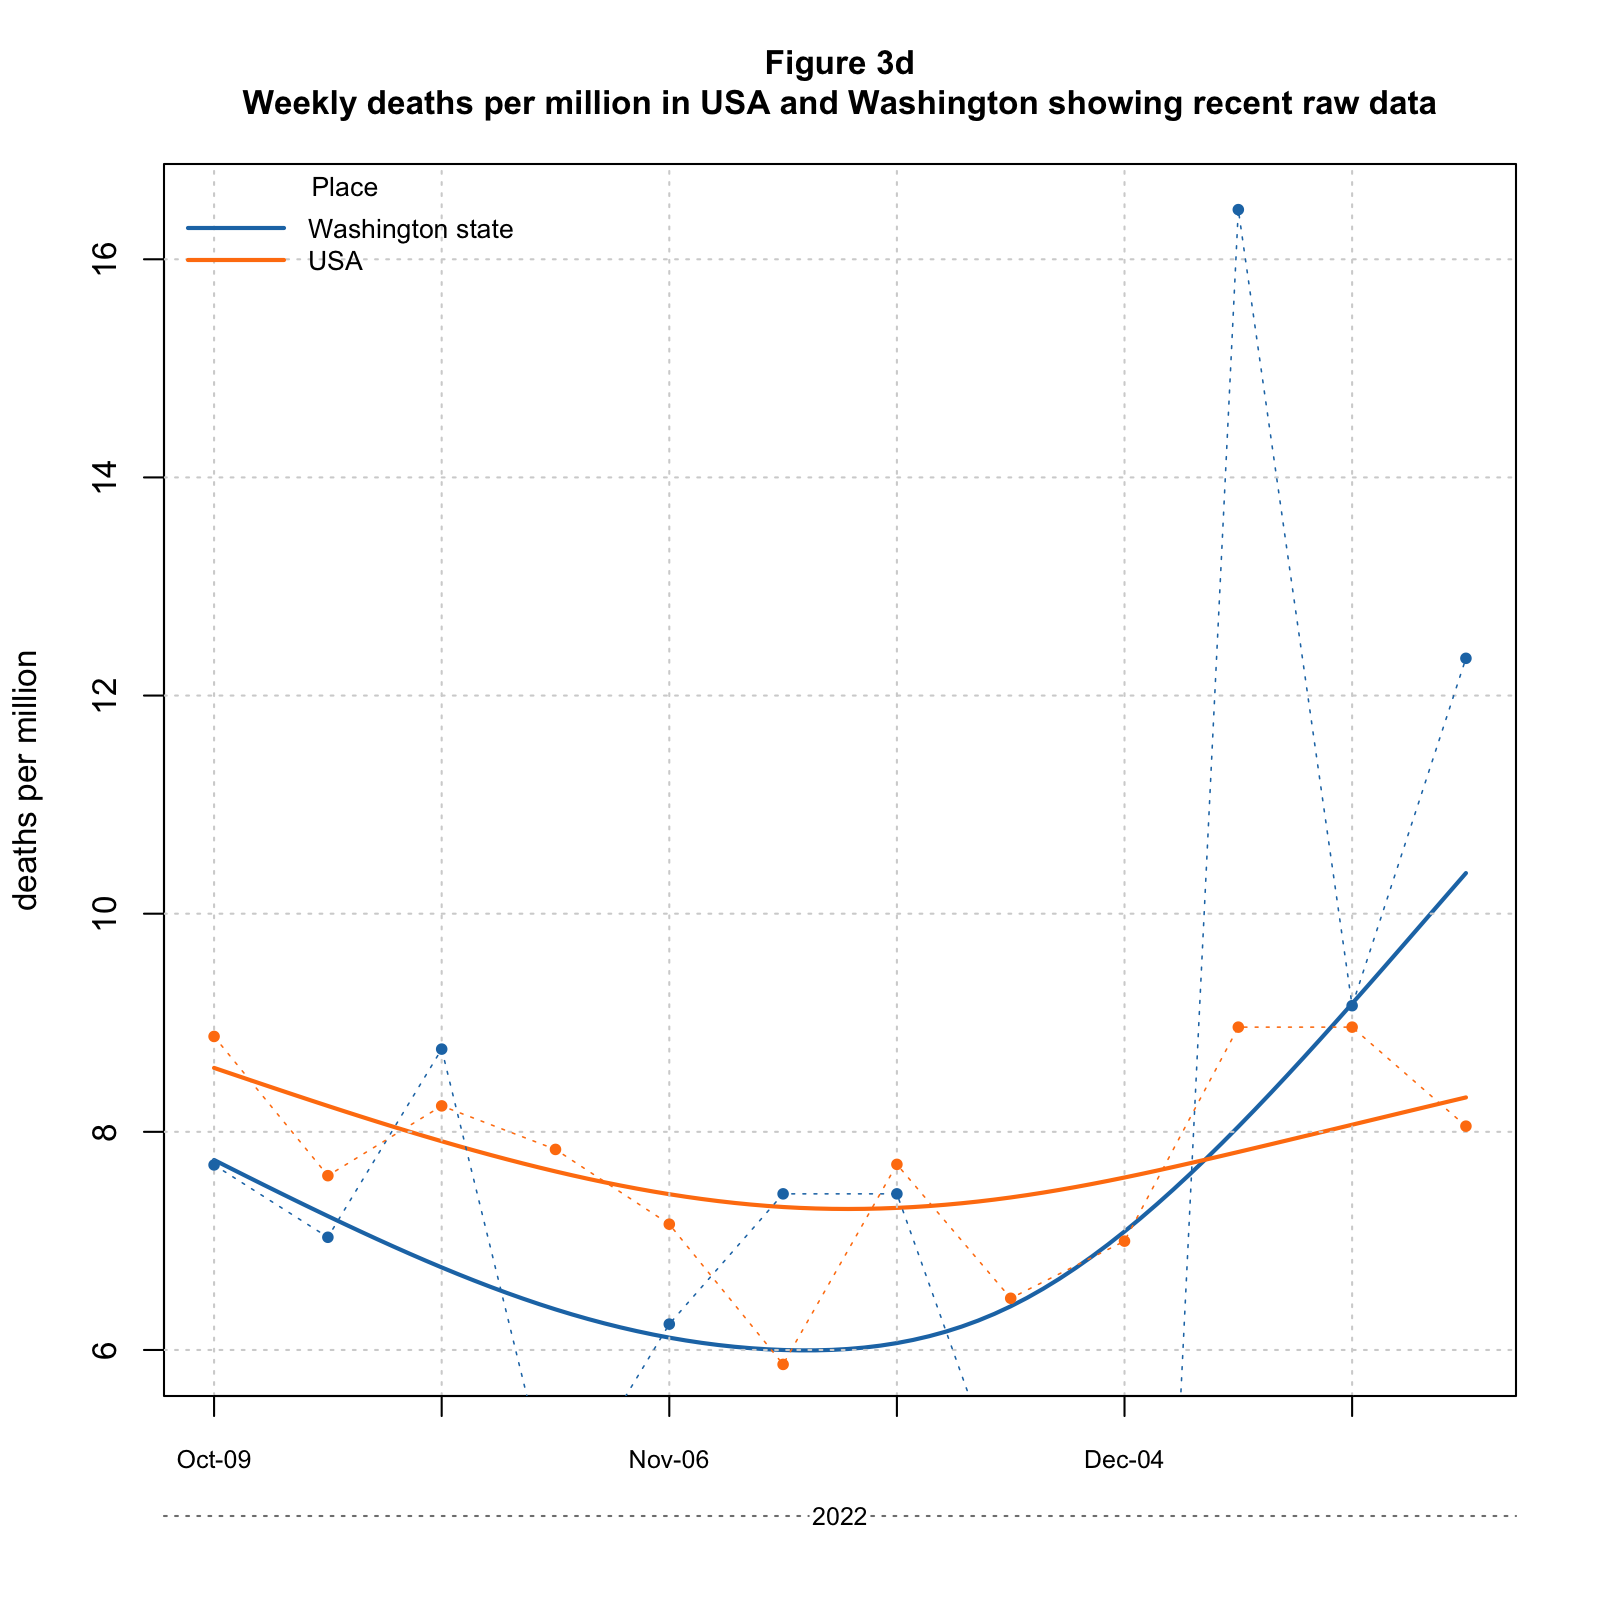 Figure 3d
Weekly deaths per million in USA and Washington showing recent raw data
Place
Washington state
USA
deaths per million
16
14
12
10
8
6
Oct-09
Nov-06
Dec-04
2022